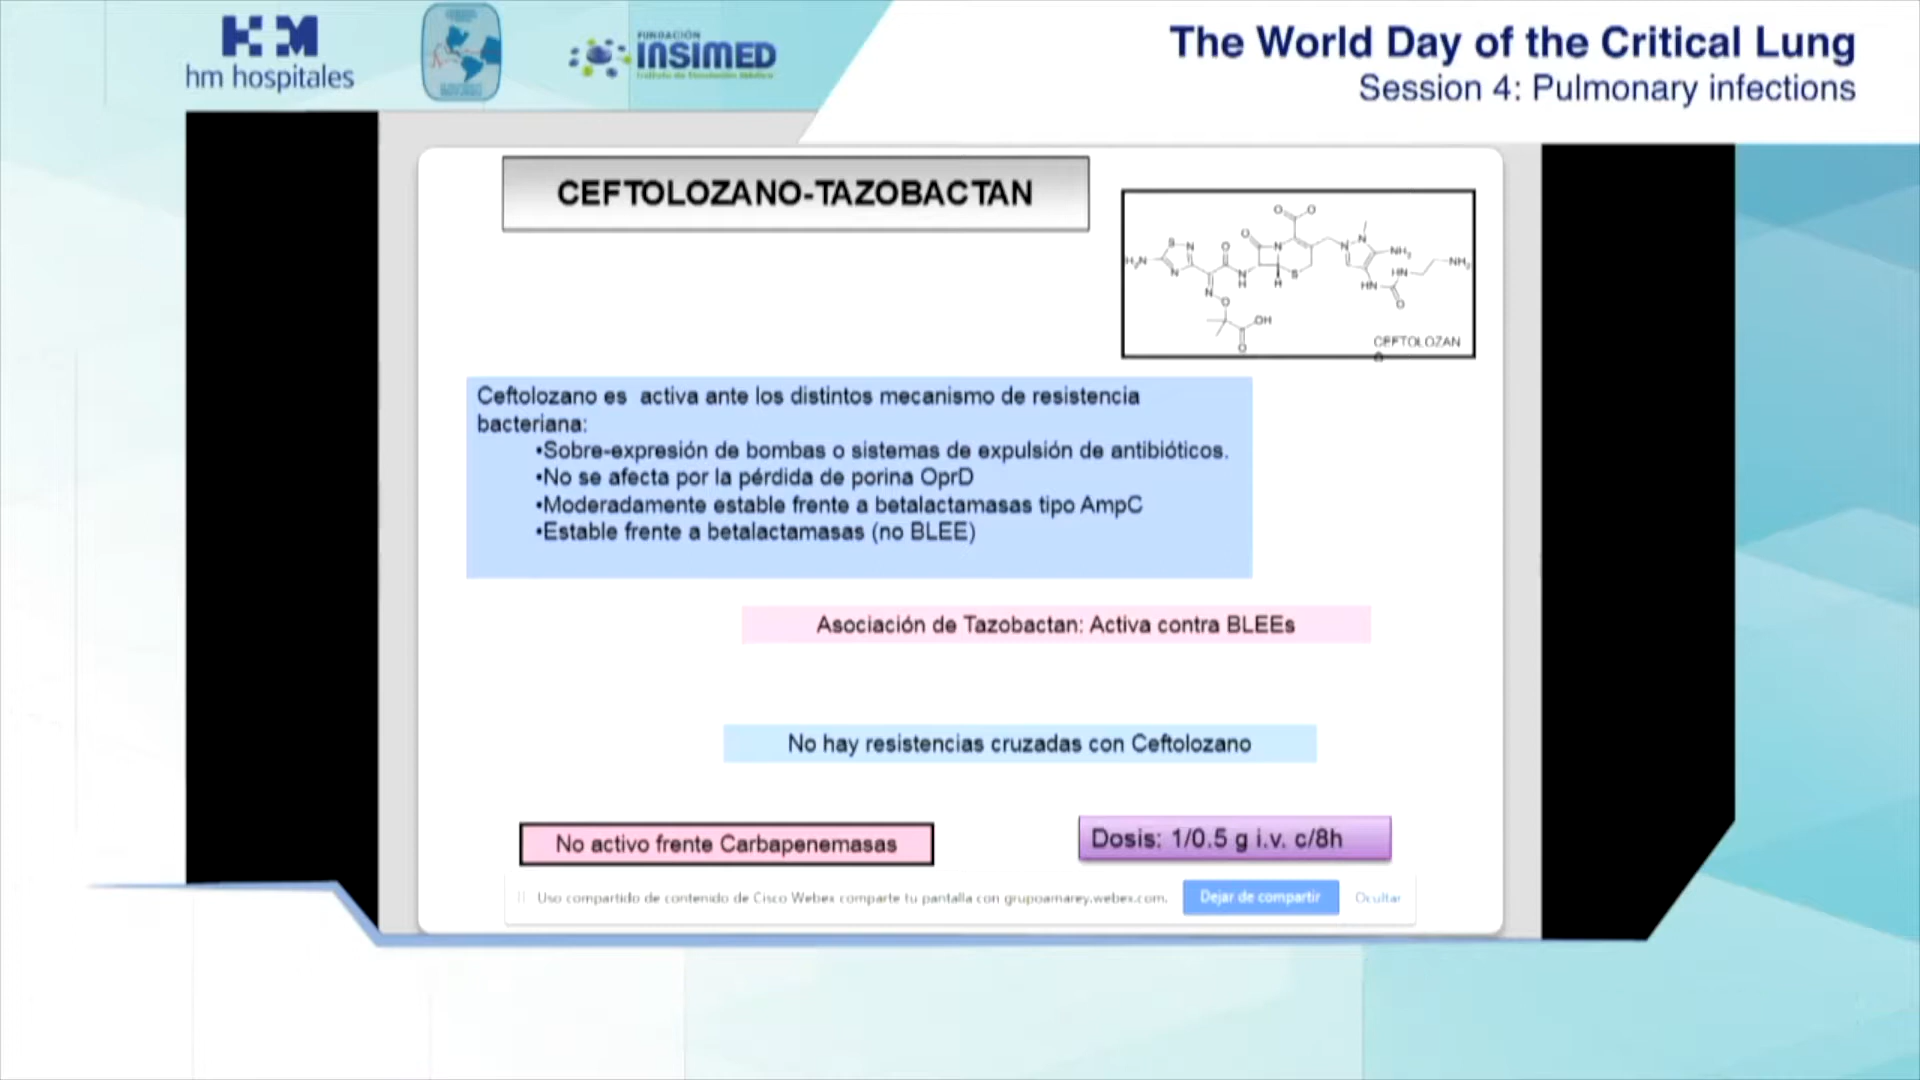 hm hospitales
FUNDACIÓN
INSIMED
The World Day of the Critical Lung
Session 4: Pulmonary infections
CEFTOLOZANO-TAZOBACTAN
CEFTOLOZAN
O
Ceftolozano es activa ante los distintos mecanismo de resistencia
bacteriana:
•Sobre-expresión de bombas o sistemas de expulsión de antibióticos.
•No se afecta por la pérdida de porina OprD
•Moderadamente estable frente a betalactamasas tipo AmpC
•Estable frente a betalactamasas (no BLEE)
Asociación de Tazobactan: Activa contra BLEEs
No hay resistencias cruzadas con Ceftolozano
No activo frente Carbapenemasas
Dosis: 1/0.5 g i.v. c/8h
Uso compartido de contenido de Cisco Webex comparte tu pantalla con grupoamarey.webex.com.
Dejar de compartir
Ocultar